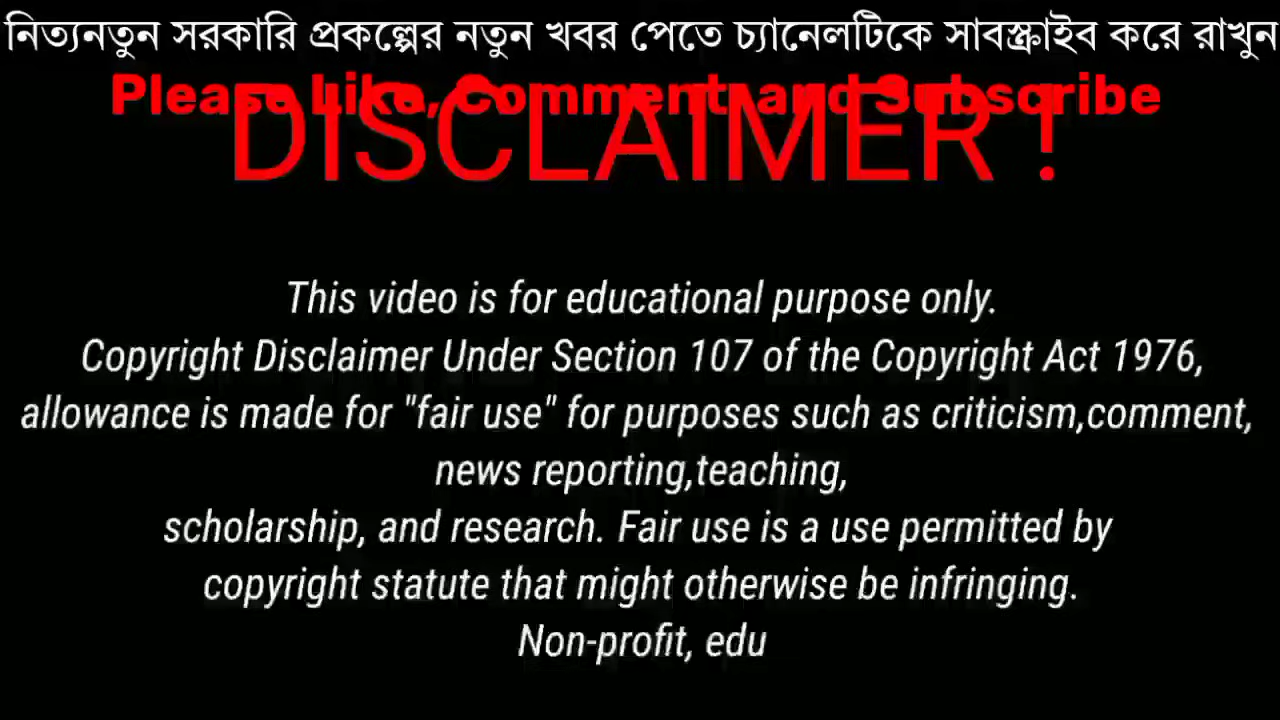 নিত্যনতুন সরকারি প্রকল্পের নতুন খবর পেতে চ্যানেলটিকে সাবস্ক্রাইব করে রাখুন
Please Like, Comment, and Subscribe
DISCLAIMER !
This video is for educational purpose only.
Copyright Disclaimer Under Section 107 of the Copyright Act 1976,
allowance is made for "fair use" for purposes such as criticism,comment,
news reporting,teaching,
scholarship, and research. Fair use is a use permitted by
copyright statute that might otherwise be infringing.
Non-profit, edu